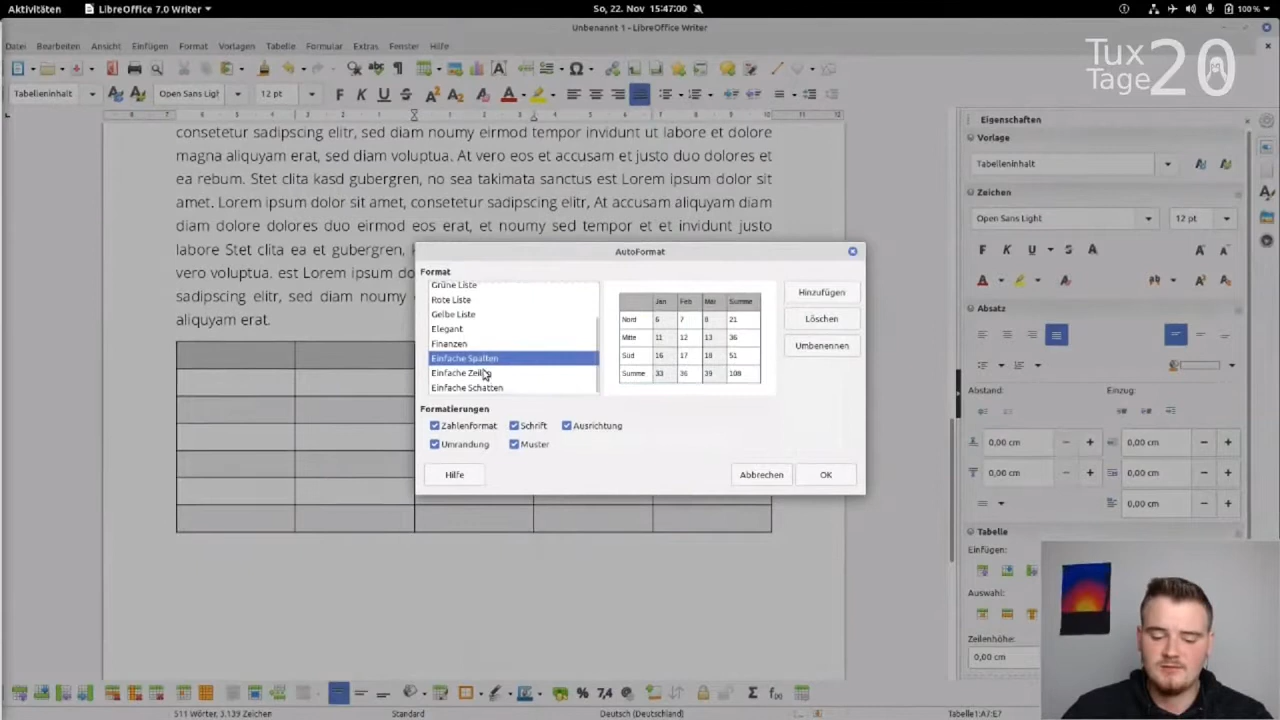 Aktivitäten
LibreOffice 7.0 Writer
So, 22. Nov 15:47:00
100%
Unbenannt 1 - LibreOffice Writer
Datei Bearbeiten Ansicht Einfügen Format Vorlagen Tabelle Formular Extras Fenster Hilfe
Tux
Tage
20
Tabelleninhalt
Open Sans Light
12 pt
Eigenschaften
Vorlage
Tabelleninhalt
Zeichen
Open Sans Light
12 pt
Absatz
Abstand:
Einzug:
0,00 cm
0,00 cm
0,00 cm
0,00 cm
0,00 cm
Tabelle
Einfügen:
Auswahl:
Zeilenhöhe:
0,00 cm
consetetur sadipscing elitr, sed diam noumy eirmod tempor invidunt ut labore et dolore
magna aliquyam erat, sed diam voluptua. At vero eos et accusam et justo duo dolores et
ea rebum. Stet clita kasd gubergren, no sea takimata sanctus est Lorem ipsum dolor sit
amet. Lorem ipsum dolor sit amet, consetetur sadipscing elitr, At accusam aliquyam diam
diam dolore dolores duo eirmod eos erat, et noumy sed tempor et et invidunt justo
labore Stet clita ea et gubergren,
vero voluptua. est Lorem ipsum
sadipscing elitr, sed diam noumy
aliquyam erat.
AutoFormat
Format
Grüne Liste
Rote Liste
Gelbe Liste
Elegant
Finanzen
Einfache Spalten
Einfache Zeilen
Einfache Schatten
Jan Feb Mär Summe
Nord 6 7 8 21
Mitte 11 12 13 36
Süd 16 17 18 51
Summe 33 36 39 108
Hinzufügen
Löschen
Umbenennen
Formatierungen
Zahlenformat Schrift Ausrichtung
Umrandung Muster
Hilfe
Abbrechen
OK
511 Wörter, 3.139 Zeichen
Standard
Deutsch (Deutschland)
Tabelle1:A7:E7